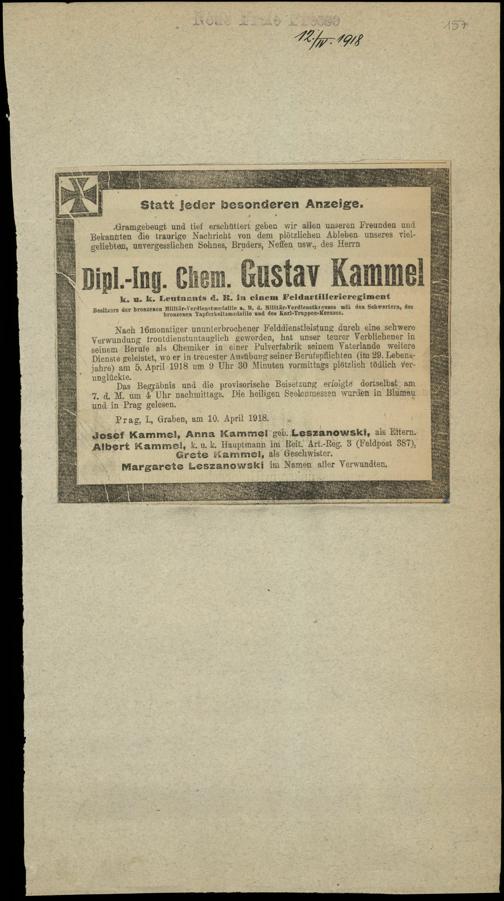 Neue Freie Presse
12./IV. 1918
157
Statt jeder besonderen Anzeige.
Gramgebeugt und tief erschüttert geben wir allen unseren Freunden und
Bekannten die traurige Nachricht von dem plötzlichen Ableben unseres viel-
geliebten, unvergesslichen Sohnes, Bruders, Neffen usw., des Herrn
Dipl.-Ing. Chem. Gustav Kammel
k. u. k. Leutnants d. R. in einem Feldartillerieregiment
Besitzers der bronzenen Militär-Verdienstmedaille a. B. d. Militär-Verdienstkreuzes mit den Schwertern, der
bronzenen Tapferkeitsmedaille und des Karl-Truppen-Kreuzes.
Nach 16monatiger ununterbrochener Felddienstleistung durch eine schwere
Verwundung frontdienstuntauglich geworden, hat unser teurer Verblichener in
seinem Berufe als Chemiker in einer Pulverfabrik seinem Vaterlande weitere
Dienste geleistet, wo er in treuester Ausübung seiner Berufspflichten (im 29. Lebens-
jahre) am 5. April 1918 um 9 Uhr 30 Minuten vormittags plötzlich tödlich ver-
unglückte.
Das Begräbnis und die provisorische Beisetzung erfolgte dortselbst am
7. d. M. um 4 Uhr nachmittags. Die heiligen Seelenmessen wurden in Blumau
und in Prag gelesen.
Prag, I., Graben, am 10. April 1918.
Josef Kammel, Anna Kammel geb. Leszanowski, als Eltern.
Albert Kammel, k. u. k. Hauptmann im Reit. Art.-Reg. 3 (Feldpost 387),
Grete Kammel, als Geschwister.
Margarete Leszanowski im Namen aller Verwandten.